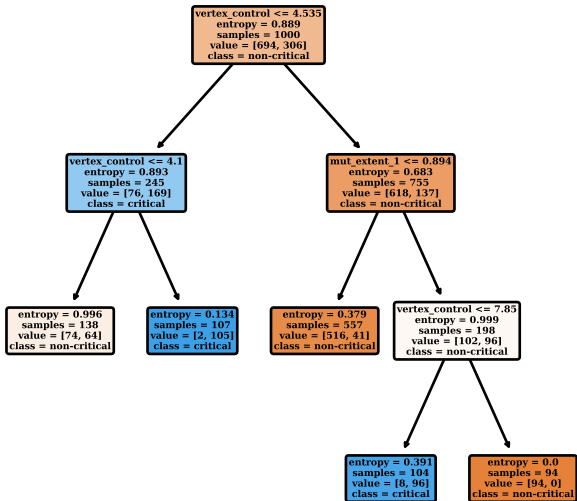 vertex_control <= 4.535
entropy = 0.889
samples = 1000
value = [694, 306]
class = non-critical
vertex_control <= 4.1
entropy = 0.893
samples = 245
value = [76, 169]
class = critical
mut_extent_1 <= 0.894
entropy = 0.683
samples = 755
value = [618, 137]
class = non-critical
entropy = 0.996
samples = 138
value = [74, 64]
class = non-critical
entropy = 0.134
samples = 107
value = [2, 105]
class = critical
entropy = 0.379
samples = 557
value = [516, 41]
class = non-critical
vertex_control <= 7.85
entropy = 0.999
samples = 198
value = [102, 96]
class = non-critical
entropy = 0.391
samples = 104
value = [8, 96]
class = critical
entropy = 0.0
samples = 94
value = [94, 0]
class = non-critical